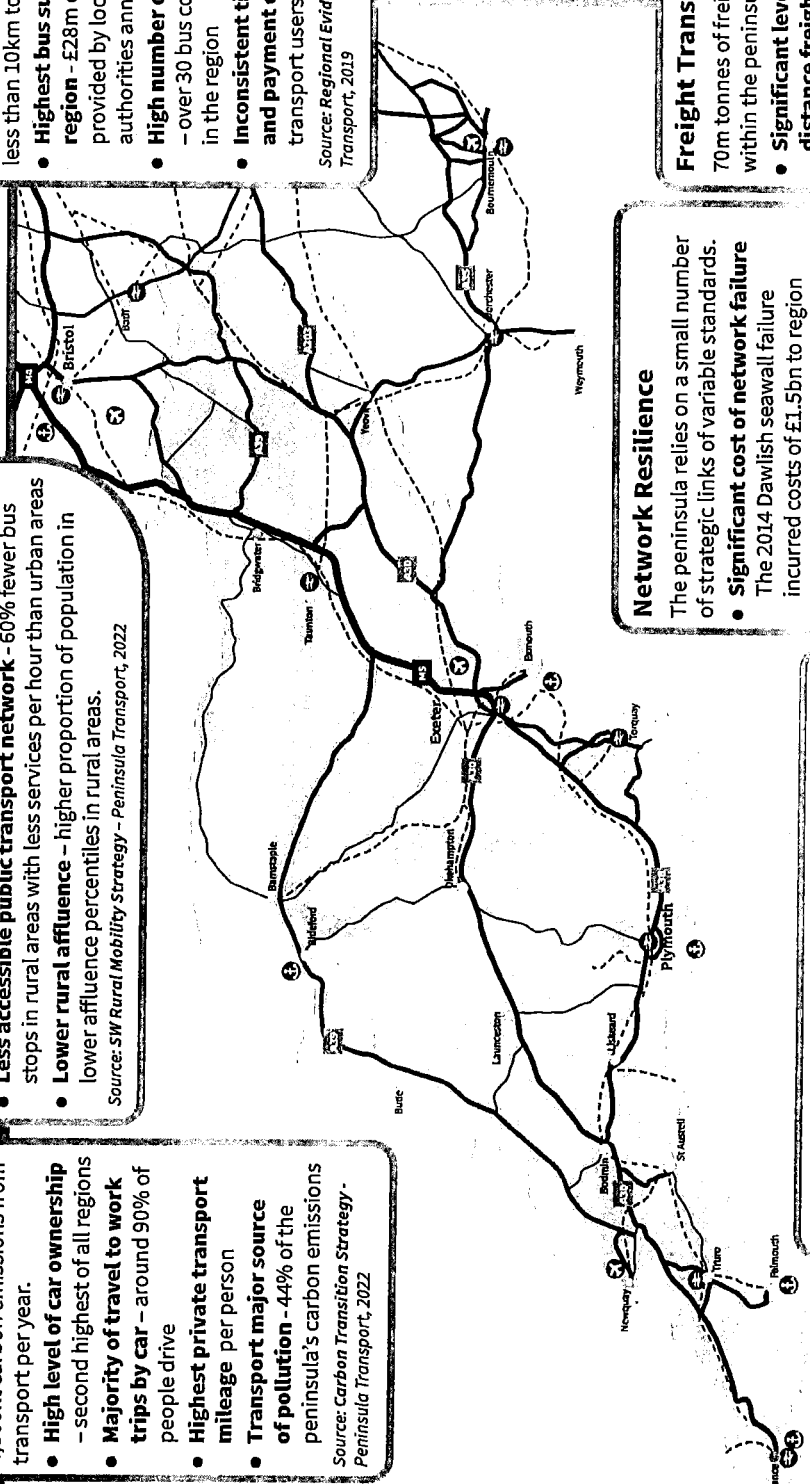 transport per year.
• High level of car ownership
– second highest of all regions
• Majority of travel to work
trips by car – around 90% of
people drive
• Highest private transport
mileage per person
• Transport major source
of pollution - 44% of the
peninsula's carbon emissions
Source: Carbon Transition Strategy -
Peninsula Transport, 2022
• Less accessible public transport network - 60% fewer bus
stops in rural areas with less services per hour than urban areas
• Lower rural affluence – higher proportion of population in
lower affluence percentiles in rural areas.
Source: SW Rural Mobility Strategy – Peninsula Transport, 2022
less than 10km to
• Highest bus su
region - £28m
provided by loc
authorities ann
• High number
– over 30 bus co
in the region
• Inconsistent ti
and payment
transport users
Source: Regional Evid
Transport, 2019
M5
Bristol
Bath
Bridgwater
Taunton
Yeovil
Dorchester
Weymouth
Bournemouth
M5
Exeter
Exmouth
Torquay
Barnstaple
Bideford
Okehampton
Bude
Launceston
Liskeard
Plymouth
Bodmin
St Austell
Newquay
Truro
Falmouth
Network Resilience
The peninsula relies on a small number
of strategic links of variable standards.
• Significant cost of network failure
The 2014 Dawlish seawall failure
incurred costs of £1.5bn to region
Freight Trans
70m tonnes of frei
within the peninsu
• Significant leve
distance freigh